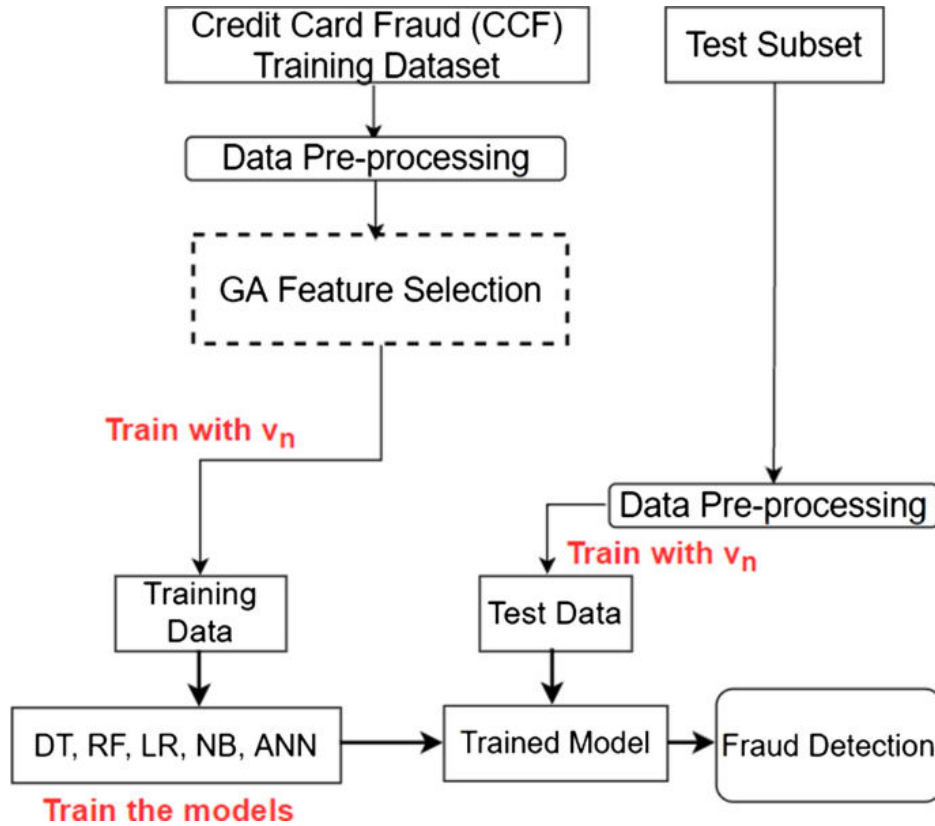 Credit Card Fraud (CCF)
Training Dataset
Test Subset
Data Pre-processing
GA Feature Selection
Train with vₙ
Data Pre-processing
Train with vₙ
Training
Data
Test Data
DT, RF, LR, NB, ANN
Trained Model
Fraud Detection
Train the models